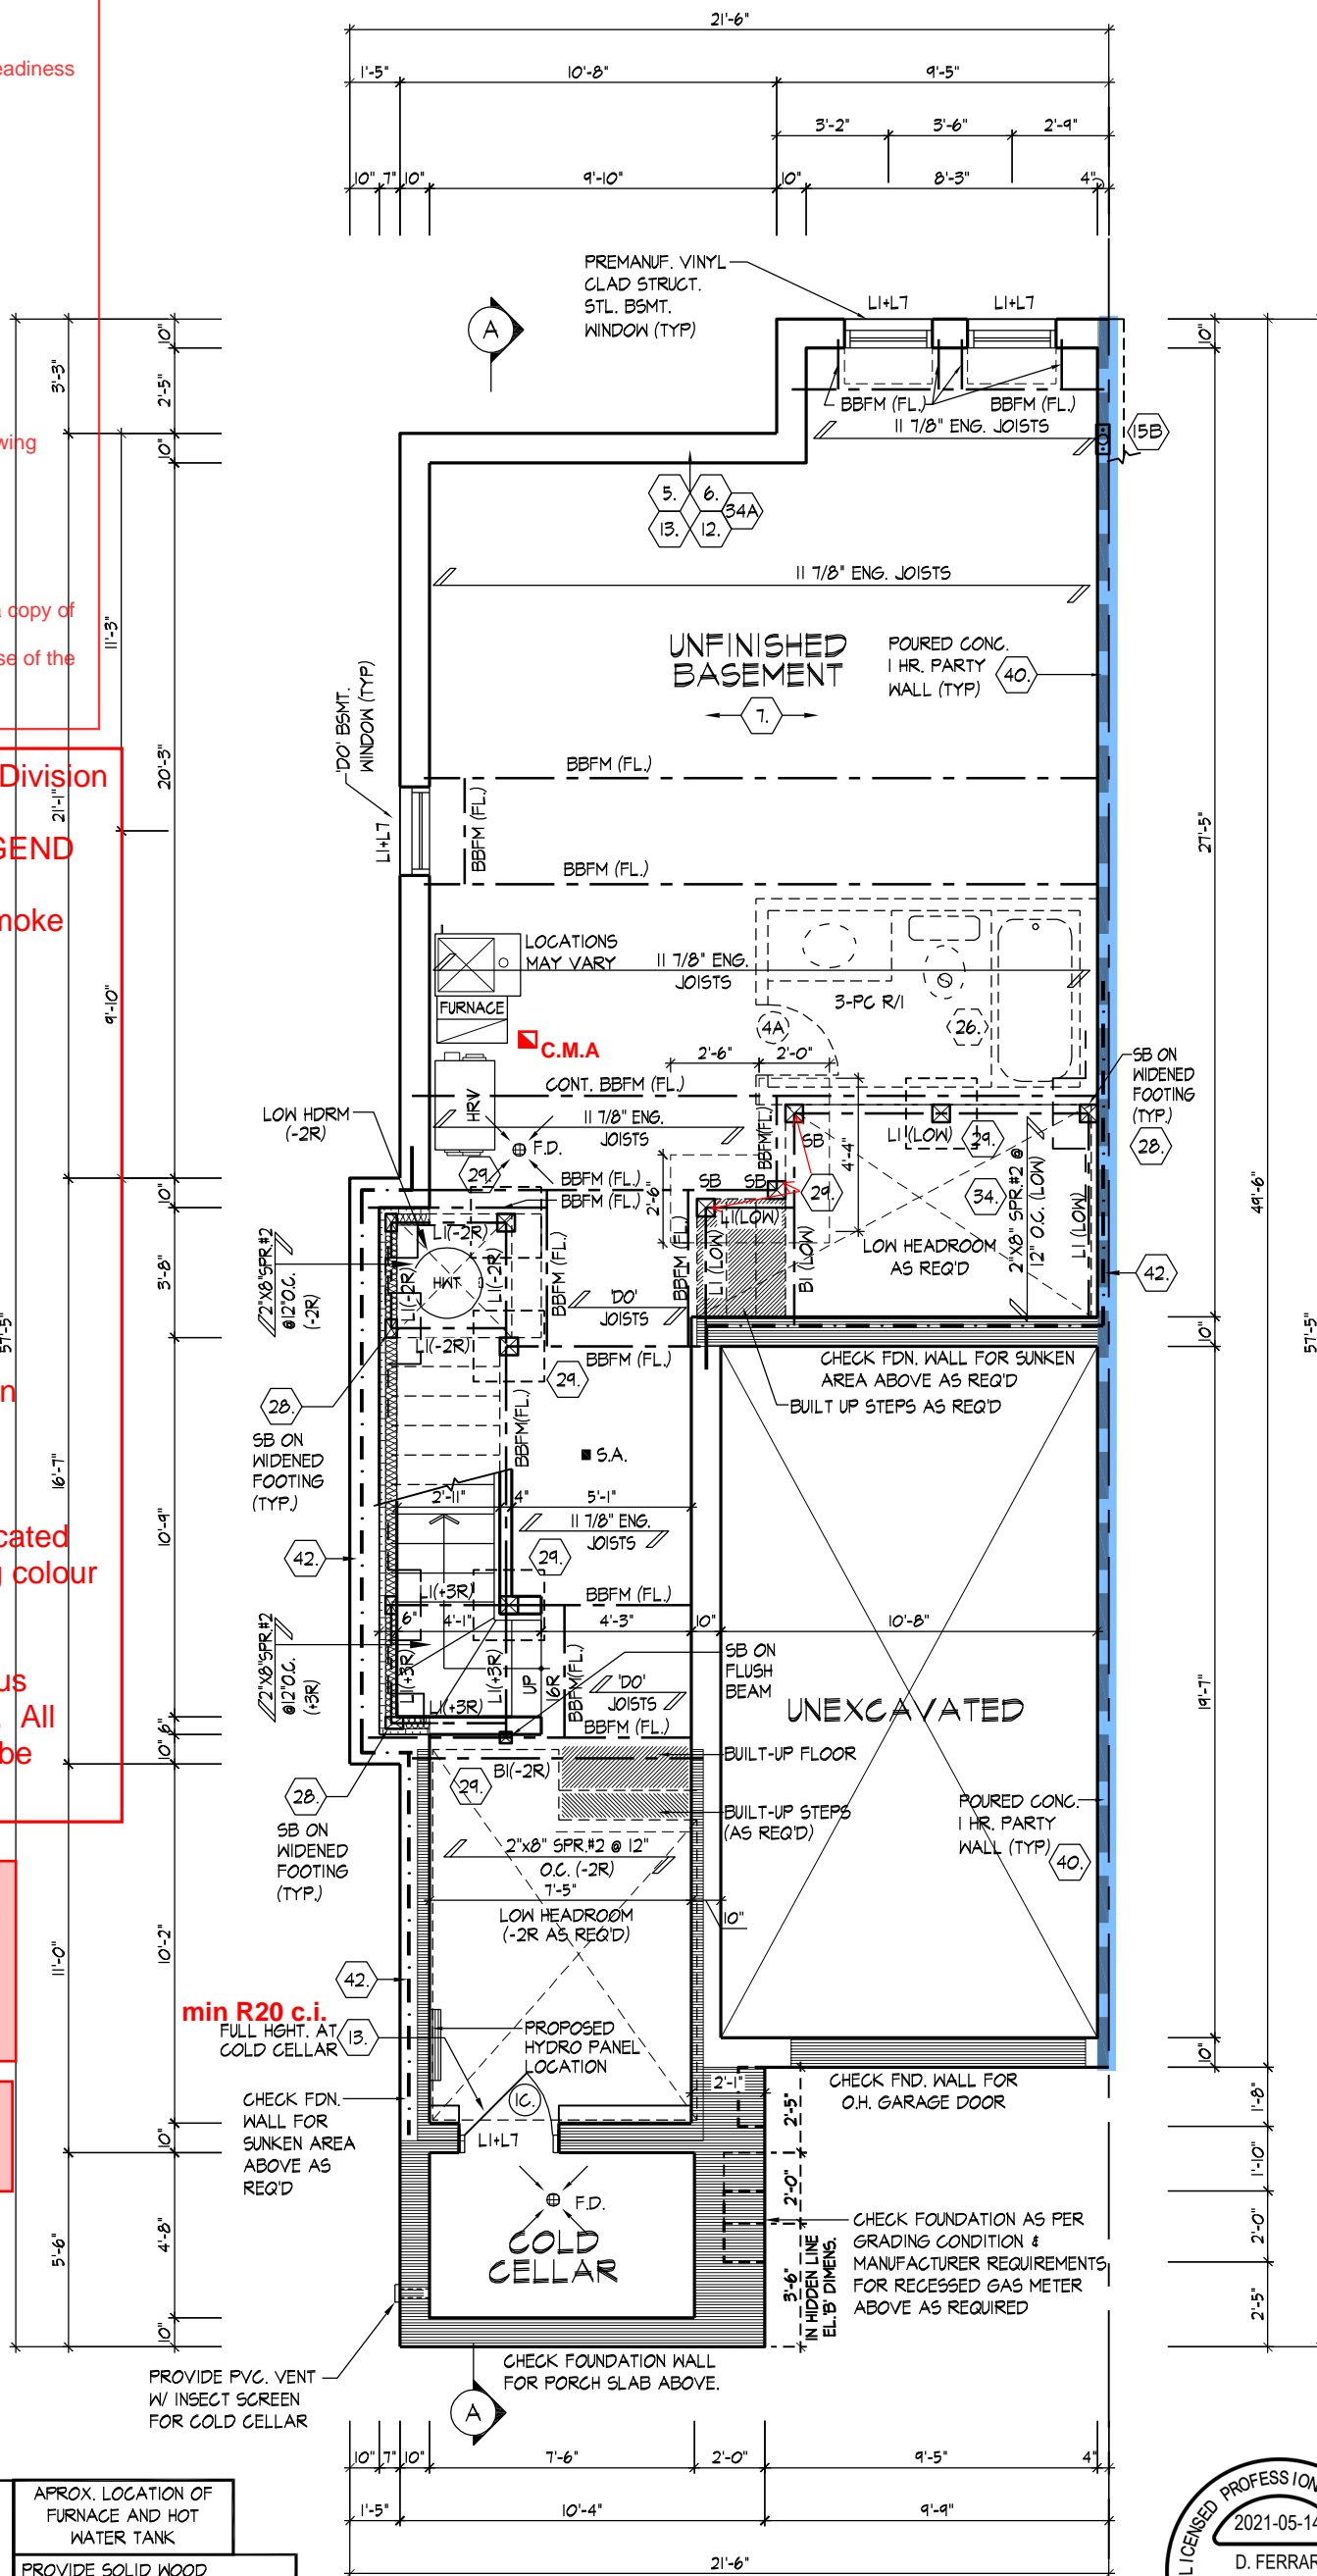 21'-6"
1'-5" 10'-8" 9'-5"
3'-2" 3'-6" 2'-9"
10" 7" 10" 9'-10" 10" 8'-3" 4"
eadiness
wing
a copy of
se of the
Division
GEND
moke
n
cated
g colour
us
. All
be
PREMANUF. VINYL
CLAD STRUCT.
STL. BSMT.
WINDOW (TYP)
L1+L7 L1+L7
A
BBFM (FL.) BBFM (FL.)
11 7/8" ENG. JOISTS
15B
5. 6.
34A
13. 12.
11 7/8" ENG. JOISTS
UNFINISHED
BASEMENT
7.
POURED CONC.
1 HR. PARTY
WALL (TYP)
40.
'DO' BSMT.
WINDOW (TYP)
L1+L7
BBFM (FL.)
BBFM (FL.)
BBFM (FL.)
LOCATIONS
MAY VARY
11 7/8" ENG.
JOISTS
FURNACE
3-PC R/I
4A
26.
C.M.A
2'-6" 2'-0"
HRV
CONT. BBFM (FL.)
11 7/8" ENG.
JOISTS
F.D.
29.
BBFM (FL.)
BBFM (FL.)
BBFM(FL.)
SB
4'-4"
L1 (LOW)
29.
SB ON
WIDENED
FOOTING
(TYP.)
28.
LOW HDRM
(-2R)
2'-6"
SB SB
29.
L1(LOW)
34.
LOW HEADROOM
AS REQ'D
2"X8" SPR.#2 @
12" O.C. (LOW)
L1 (LOW)
42.
BBFM (FL.)
L1 (LOW)
B1 (LOW)
L1(-2R)
HWT
L1(-2R)
L1(-2R)
L1(-2R)
BBFM (FL.)
'DO'
JOISTS
2"X8"SPR.#2
@12"O.C.
(-2R)
BBFM (FL.)
29.
CHECK FDN. WALL FOR SUNKEN
AREA ABOVE AS REQ'D
BUILT UP STEPS AS REQ'D
28.
SB ON
WIDENED
FOOTING
(TYP.)
BBFM(FL.)
S.A.
2'-11" 4" 5'-1"
11 7/8" ENG.
JOISTS
42.
29.
L1(+3R)
BBFM (FL.)
6" 4'-1" 4'-3" 10" 10'-8"
2"X8"SPR.#2
@12"O.C.
(+3R)
L1(+3R)
L1(+3R)
L1(+3R)
UP
16R
BBFM(FL.)
'DO'
JOISTS
BBFM (FL.)
SB ON
FLUSH
BEAM
UNEXCAVATED
BUILT-UP FLOOR
B1(-2R)
29.
28.
SB ON
WIDENED
FOOTING
(TYP.)
BUILT-UP STEPS
(AS REQ'D)
POURED CONC.
1 HR. PARTY
WALL (TYP)
40.
2"x8" SPR.#2 @ 12"
O.C. (-2R)
7'-5"
10"
LOW HEADROOM
(-2R AS REQ'D)
42.
min R20 c.i.
FULL HGHT. AT
COLD CELLAR
13.
PROPOSED
HYDRO PANEL
LOCATION
1C.
CHECK FDN.
WALL FOR
SUNKEN AREA
ABOVE AS
REQ'D
L1+L7
2'-1"
2'-5"
2'-0"
3'-6"
IN HIDDEN LINE
EL.'B' DIMENS.
CHECK FND. WALL FOR
O.H. GARAGE DOOR
F.D.
COLD
CELLAR
CHECK FOUNDATION AS PER
GRADING CONDITION &
MANUFACTURER REQUIREMENTS
FOR RECESSED GAS METER
ABOVE AS REQUIRED
CHECK FOUNDATION WALL
FOR PORCH SLAB ABOVE.
A
PROVIDE PVC. VENT
W/ INSECT SCREEN
FOR COLD CELLAR
57'-5"
3'-3"
21'-1"
16'-7"
11'-0"
5'-6"
11'-3"
9'-10"
10"
2'-5"
10"
20'-3"
10"
3'-8"
10'-9"
6"
10"
10'-2"
10"
4'-8"
10"
10"
27'-5"
10"
19'-7"
10"
49'-6"
1'-8"
1'-10"
2'-0"
2'-5"
57'-5"
10" 7" 10" 7'-6" 2'-0" 9'-5" 4"
1'-5" 10'-4" 9'-9"
21'-6"
APROX. LOCATION OF
FURNACE AND HOT
WATER TANK
PROVIDE SOLID WOOD
LICENSED PROFESSION
2021-05-14
D. FERRAR